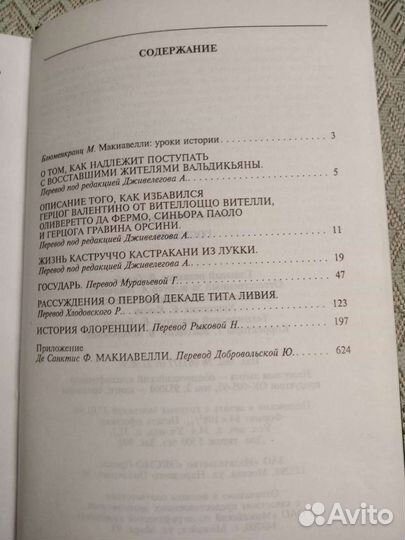 СОДЕРЖАНИЕ
Блюменкранц М. Макиавелли: уроки истории . . . . . . . . . . . 3
О ТОМ, КАК НАДЛЕЖИТ ПОСТУПАТЬ
С ВОССТАВШИМИ ЖИТЕЛЯМИ ВАЛЬДИКЬЯНЫ.
Перевод под редакцией Дживелегова А. . . . . . . . . . . . . . . 5
ОПИСАНИЕ ТОГО, КАК ИЗБАВИЛСЯ
ГЕРЦОГ ВАЛЕНТИНО ОТ ВИТЕЛЛОЦЦО ВИТЕЛЛИ,
ОЛИВЕРЕТТО ДА ФЕРМО, СИНЬОРА ПАОЛО
И ГЕРЦОГА ГРАВИНА ОРСИНИ.
Перевод под редакцией Дживелегова А. . . . . . . . . . . . . . . 11
ЖИЗНЬ КАСТРУЧЧО КАСТРАКАНИ ИЗ ЛУККИ.
Перевод под редакцией Дживелегова А. . . . . . . . . . . . . . . 19
ГОСУДАРЬ. Перевод Муравьевой Г. . . . . . . . . . . . . . . . . . 47
РАССУЖДЕНИЯ О ПЕРВОЙ ДЕКАДЕ ТИТА ЛИВИЯ.
Перевод Хлодовского Р. . . . . . . . . . . . . . . . . . . . . . . . 123
ИСТОРИЯ ФЛОРЕНЦИИ. Перевод Рыковой Н. . . . . . . . . . . . 197
Приложение
Де Санктис Ф. МАКИАВЕЛЛИ. Перевод Добровольской Ю. . . . 624
Avito